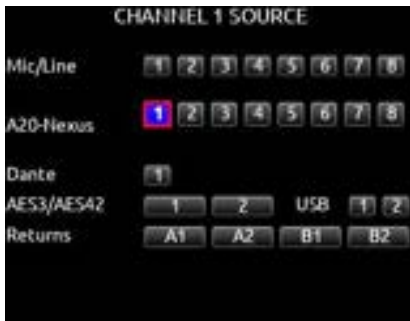 CHANNEL 1 SOURCE
Mic/Line 1 2 3 4 5 6 7 8
A20-Nexus 1 2 3 4 5 6 7 8
Dante 1
AES3/AES42 1 2 USB 1 2
Returns A1 A2 B1 B2